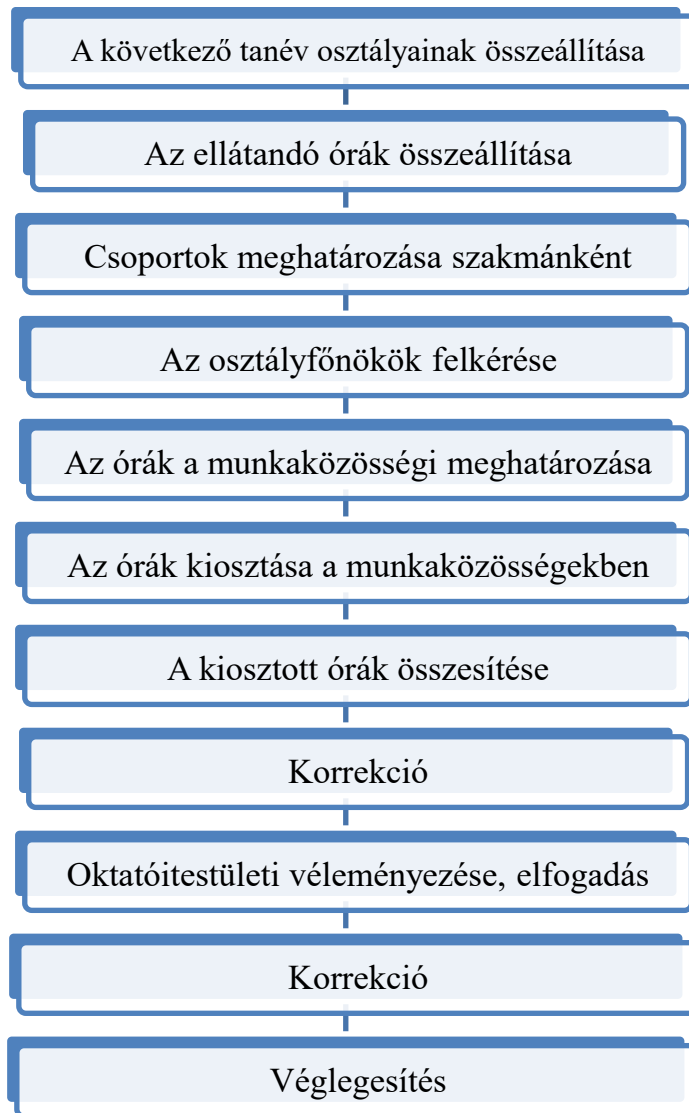 A következő tanév osztályainak összeállítása
Az ellátandó órák összeállítása
Csoportok meghatározása szakmánként
Az osztályfőnökök felkérése
Az órák a munkaközösségi meghatározása
Az órák kiosztása a munkaközösségekben
A kiosztott órák összesítése
Korrekció
Oktatóitestületi véleményezése, elfogadás
Korrekció
Véglegesítés